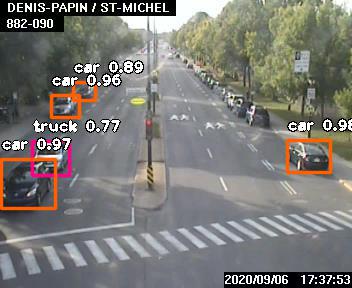 DENIS-PAPIN / ST-MICHEL
882-090
car 0.89
car 0.96
truck 0.77
car 0.97
car 0.98
2020/09/06 17:37:53